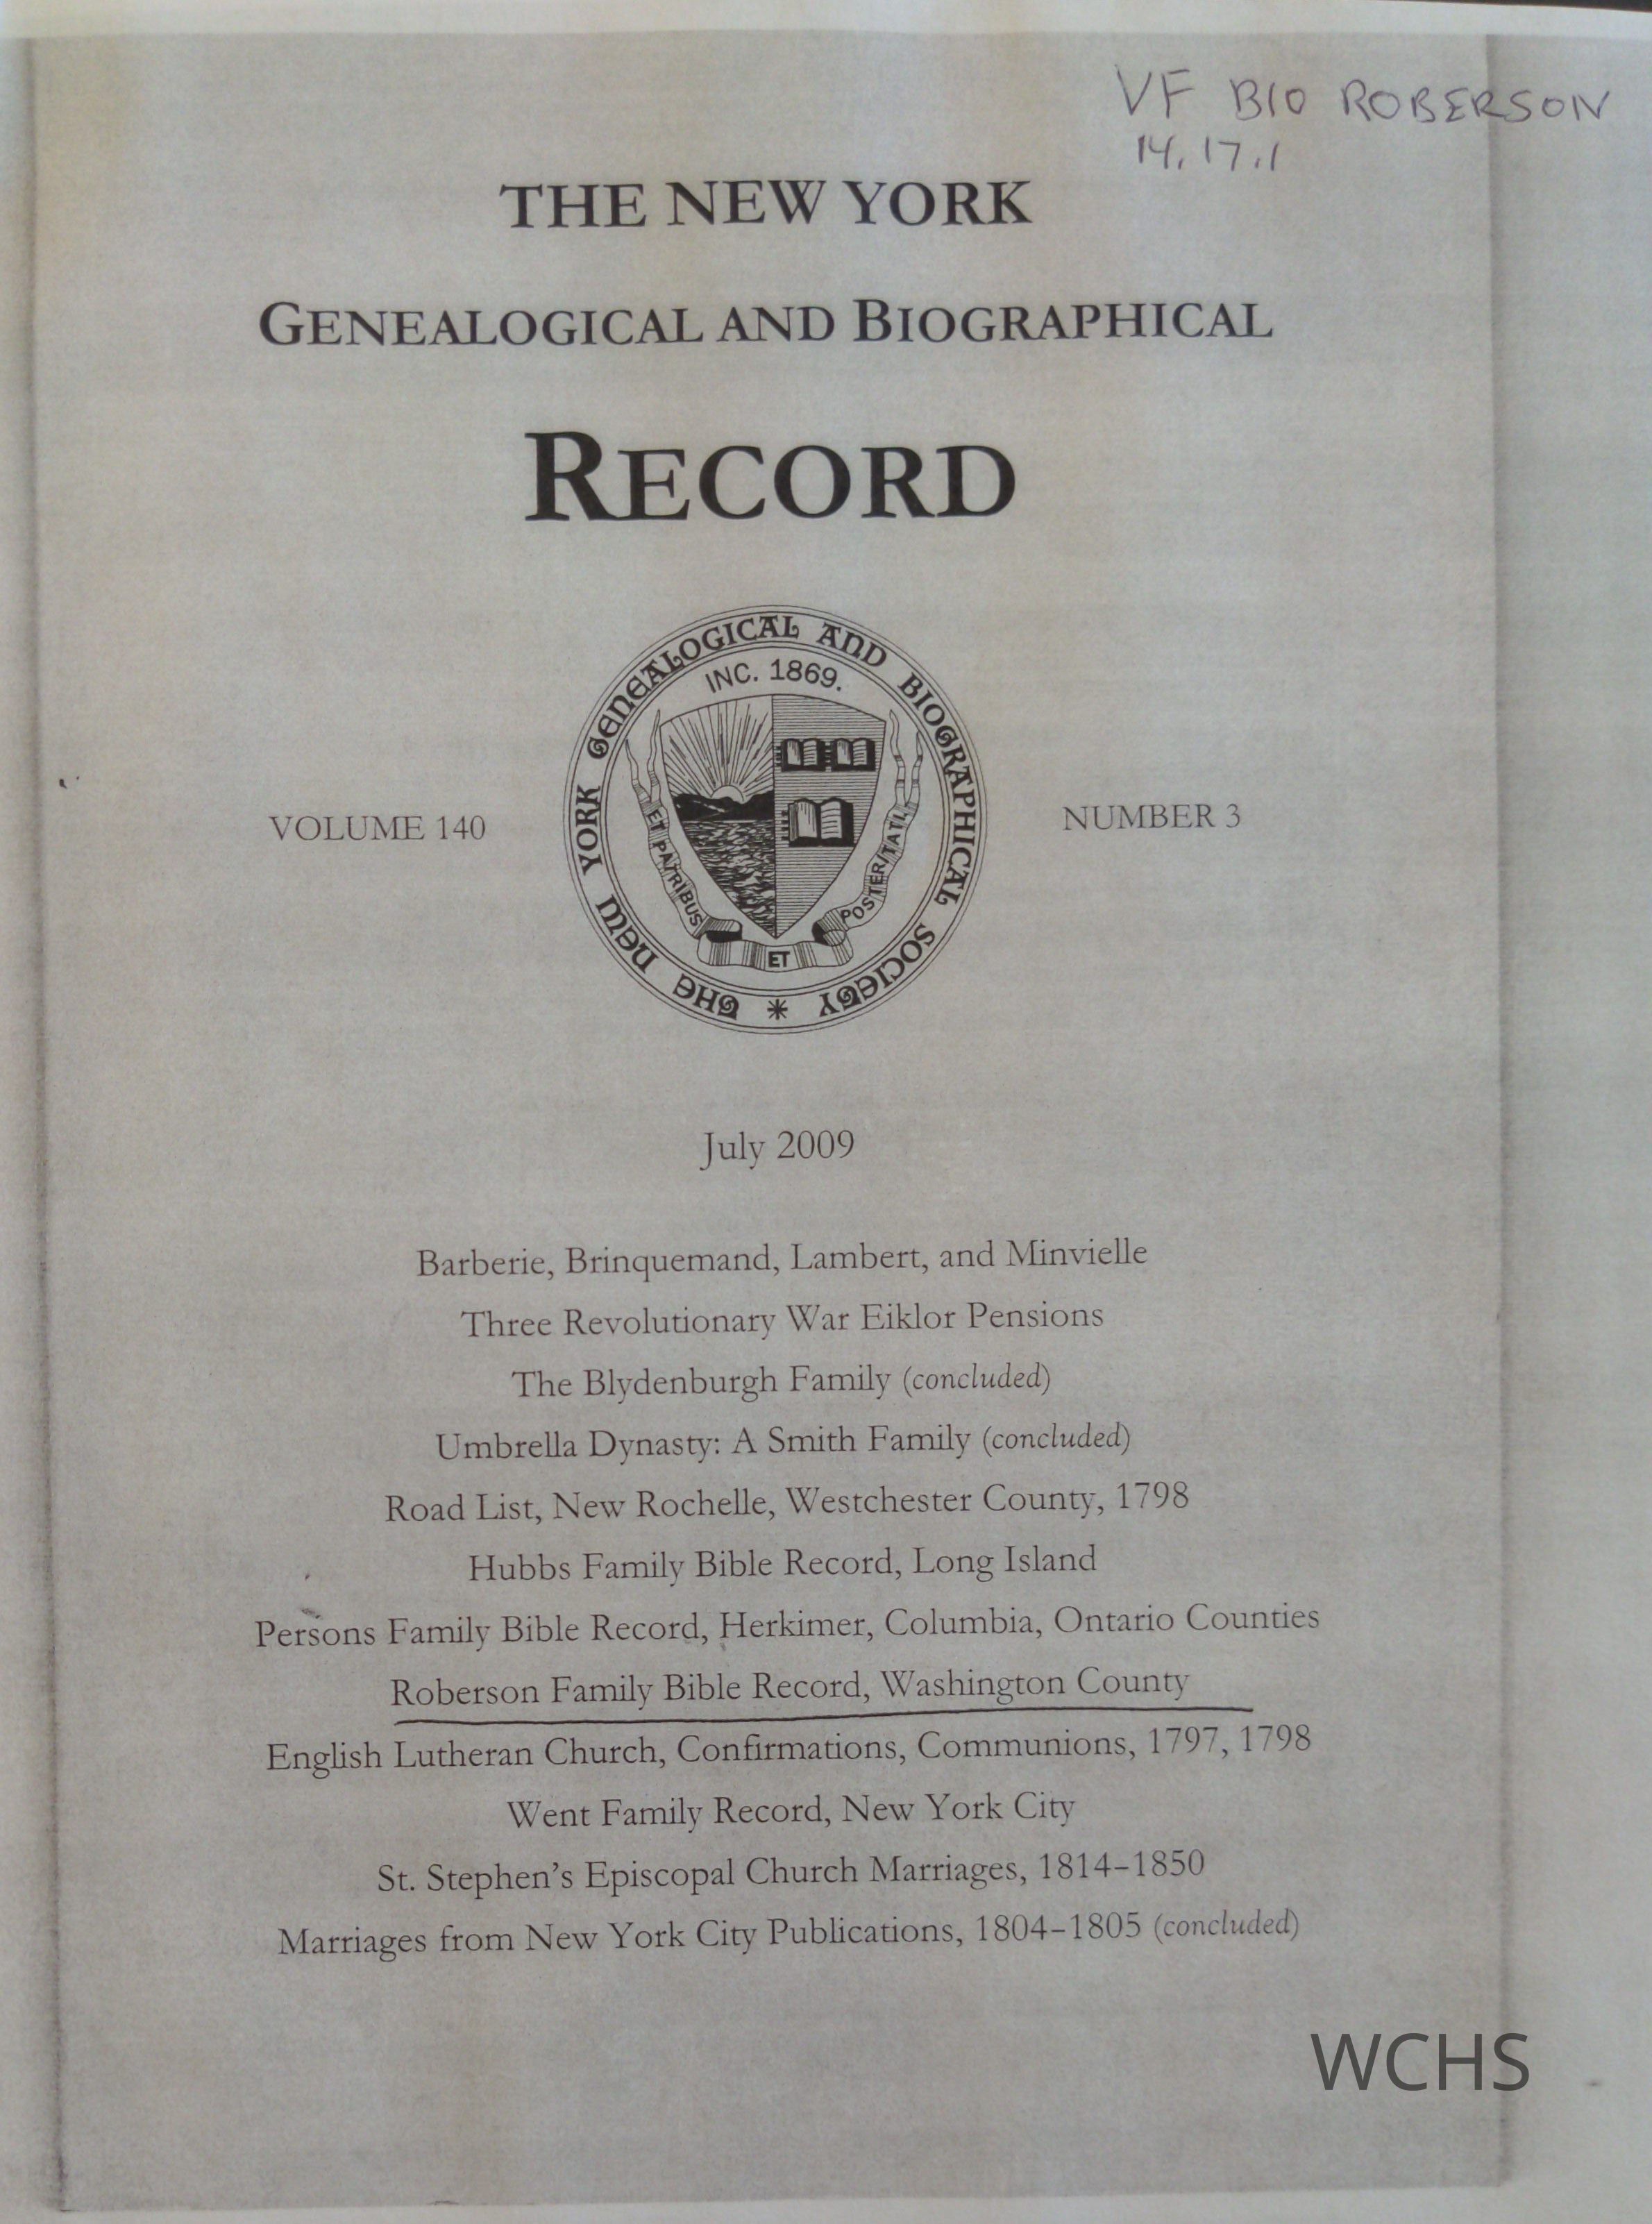 VF BIO ROBERSON
14.17.1
THE NEW YORK
GENEALOGICAL AND BIOGRAPHICAL
RECORD
THE NEW YORK GENEALOGICAL AND BIOGRAPHICAL SOCIETY *
INC. 1869.
ET PATRIBUS
ET
POSTERITATI
VOLUME 140
NUMBER 3
July 2009
Barberie, Brinquemand, Lambert, and Minvielle
Three Revolutionary War Eiklor Pensions
The Blydenburgh Family (concluded)
Umbrella Dynasty: A Smith Family (concluded)
Road List, New Rochelle, Westchester County, 1798
Hubbs Family Bible Record, Long Island
Persons Family Bible Record, Herkimer, Columbia, Ontario Counties
Roberson Family Bible Record, Washington County
English Lutheran Church, Confirmations, Communions, 1797, 1798
Went Family Record, New York City
St. Stephen's Episcopal Church Marriages, 1814–1850
Marriages from New York City Publications, 1804–1805 (concluded)
WCHS